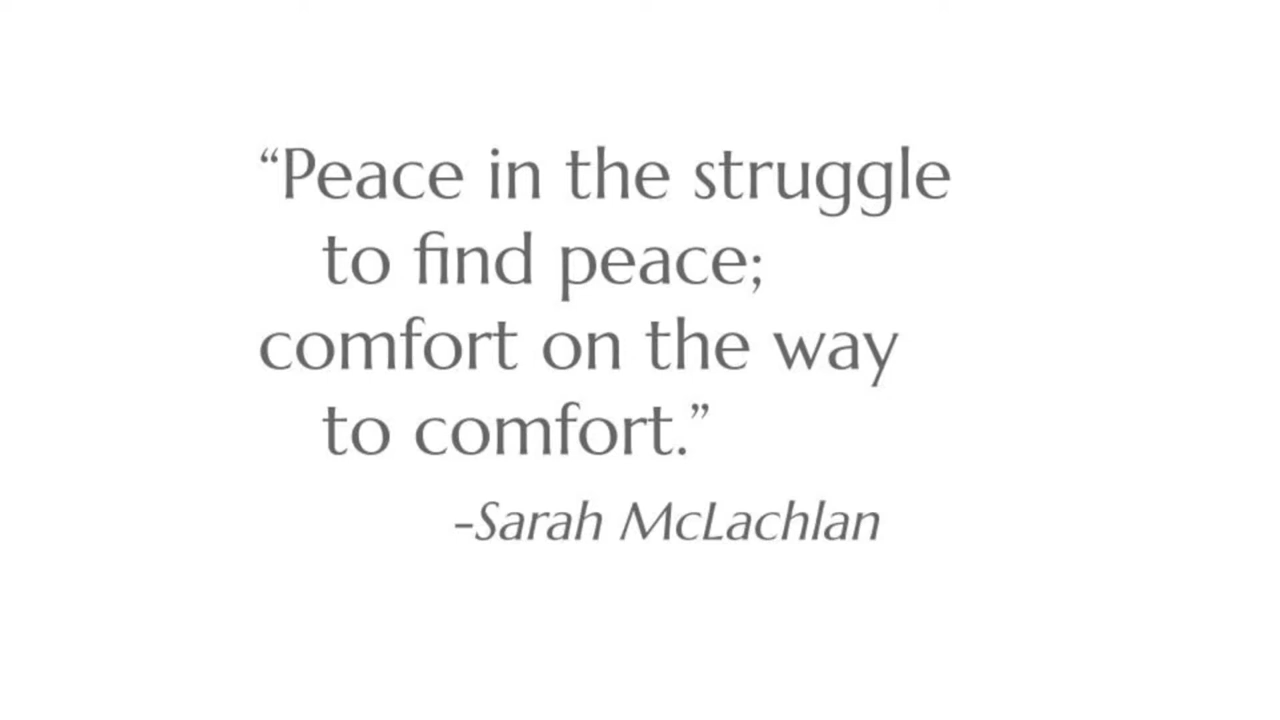 “Peace in the struggle
to find peace;
comfort on the way
to comfort.”
-Sarah McLachlan